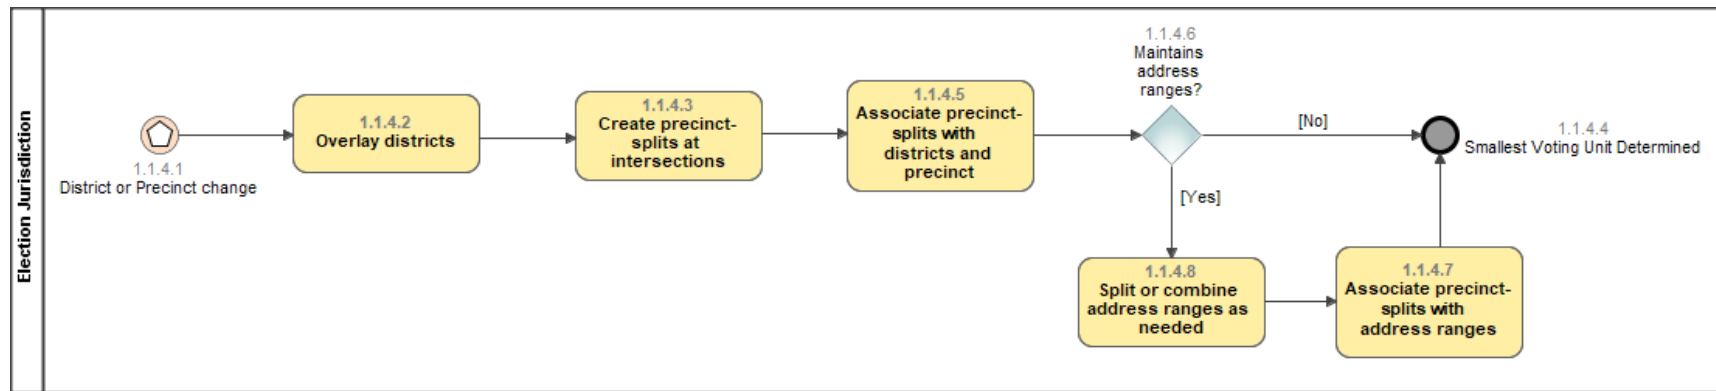 Election Jurisdiction
1.1.4.1
District or Precinct change
1.1.4.2
Overlay districts
1.1.4.3
Create precinct-
splits at
intersections
1.1.4.5
Associate precinct-
splits with
districts and
precinct
1.1.4.6
Maintains
address
ranges?
[No]
1.1.4.4
Smallest Voting Unit Determined
[Yes]
1.1.4.8
Split or combine
address ranges as
needed
1.1.4.7
Associate precinct-
splits with
address ranges